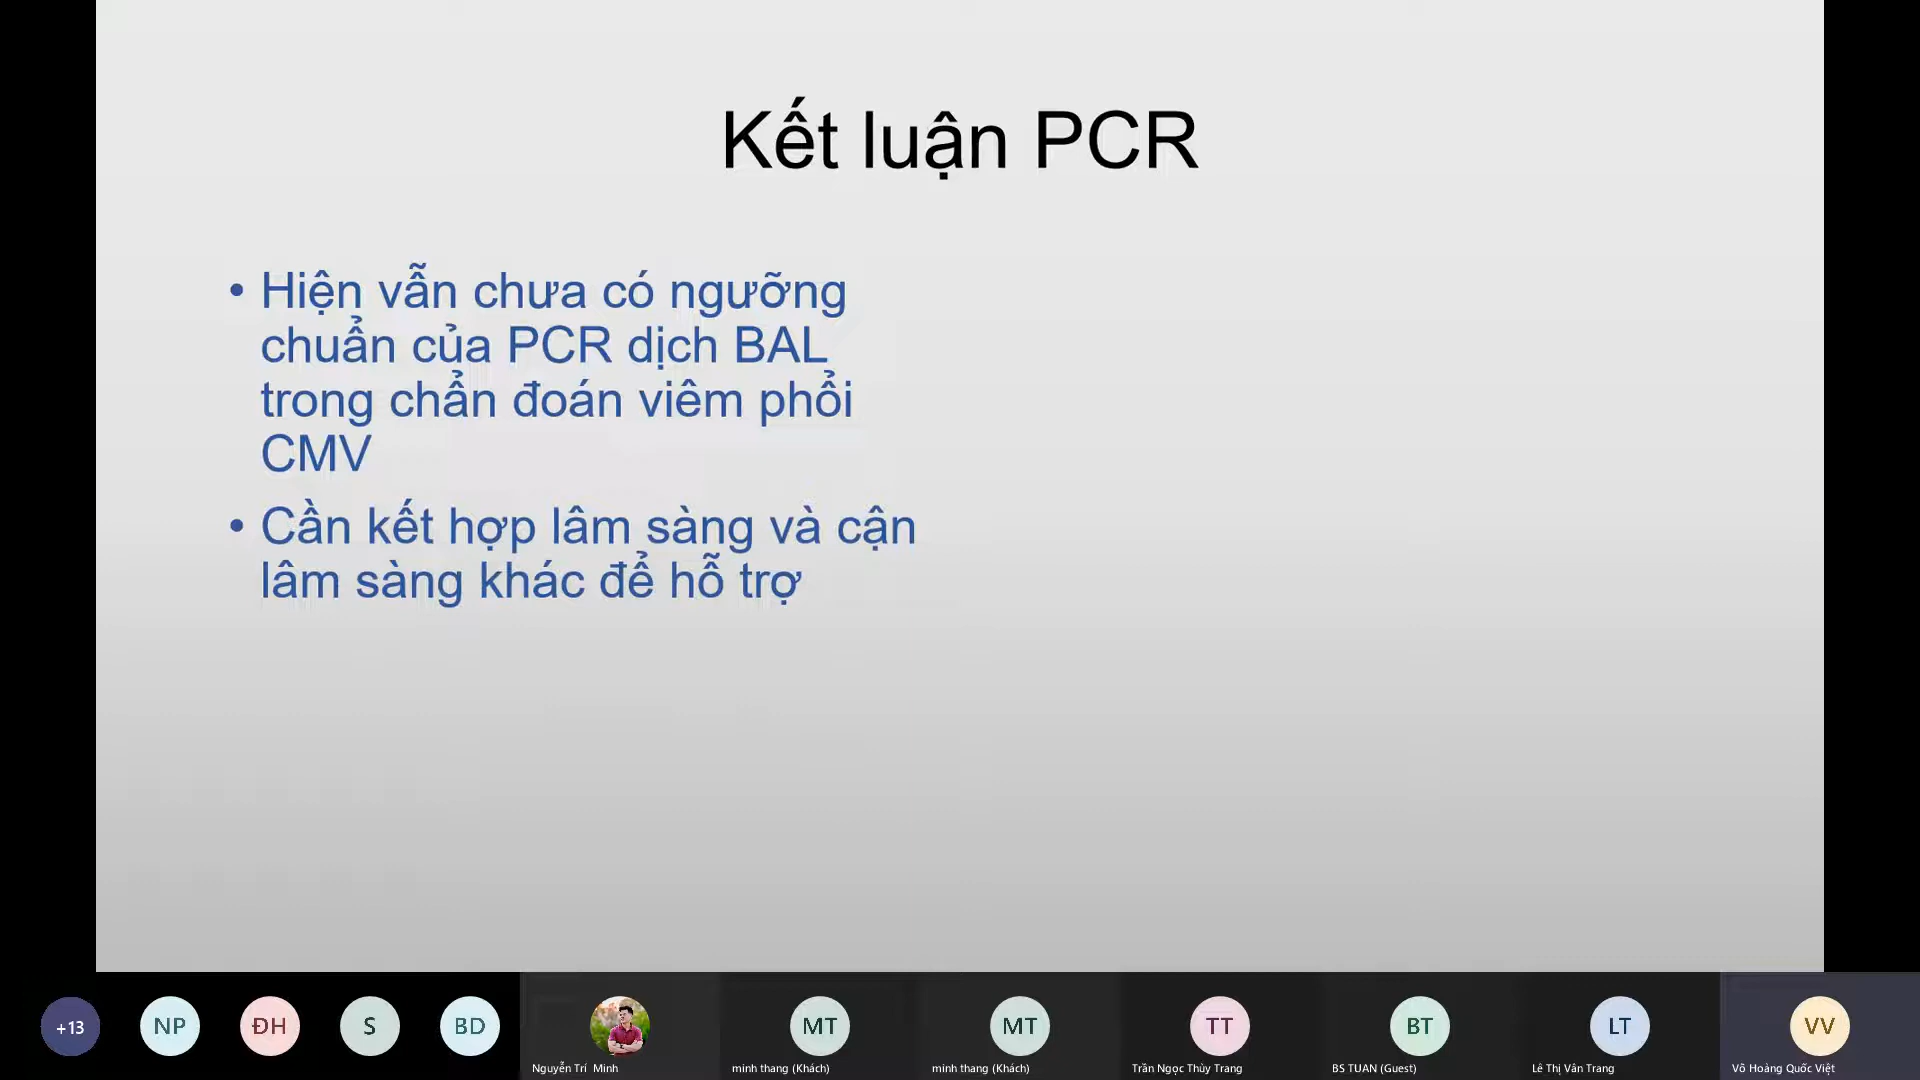 Kết luận PCR
• Hiện vẫn chưa có ngưỡng
chuẩn của PCR dịch BAL
trong chẩn đoán viêm phổi
CMV
• Cần kết hợp lâm sàng và cận
lâm sàng khác để hỗ trợ
+13 NP ĐH S BD MT MT TT BT LT VV
Nguyễn Trí Minh minh thang (Khách) minh thang (Khách) Trần Ngọc Thùy Trang BS TUAN (Guest) Lê Thị Vân Trang Võ Hoàng Quốc Việt